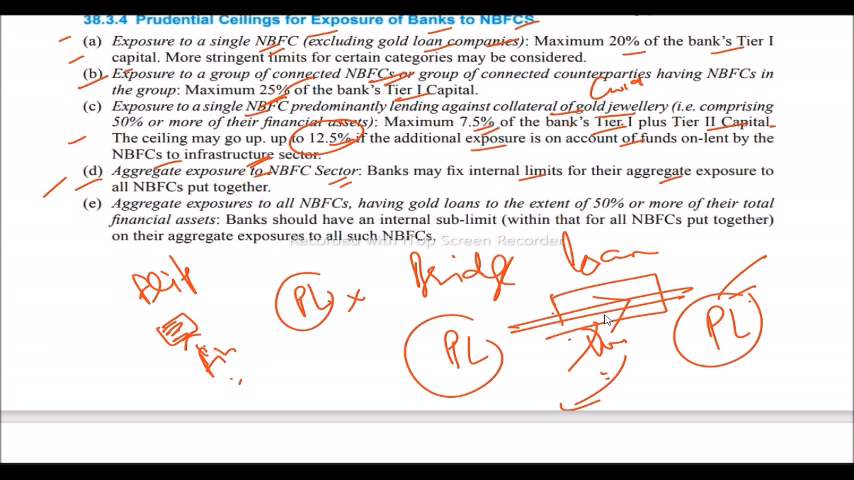 38.3.4 Prudential Ceilings for Exposure of Banks to NBFCS
(a) Exposure to a single NBFC (excluding gold loan companies): Maximum 20% of the bank's Tier I
capital. More stringent limits for certain categories may be considered.
(b) Exposure to a group of connected NBFCs or group of connected counterparties having NBFCs in
the group: Maximum 25% of the bank's Tier I Capital.
(c) Exposure to a single NBFC predominantly lending against collateral of gold jewellery (i.e. comprising
50% or more of their financial assets): Maximum 7.5% of the bank's Tier I plus Tier II Capital.
The ceiling may go up. up to 12.5% if the additional exposure is on account of funds on-lent by the
NBFCs to infrastructure sector.
(d) Aggregate exposure to NBFC Sector: Banks may fix internal limits for their aggregate exposure to
all NBFCs put together.
(e) Aggregate exposures to all NBFCs, having gold loans to the extent of 50% or more of their total
financial assets: Banks should have an internal sub-limit (within that for all NBFCs put together)
on their aggregate exposures to all such NBFCs.
Recorded with iTop Screen Recorder
Bridge loan
PL x
PL
PL